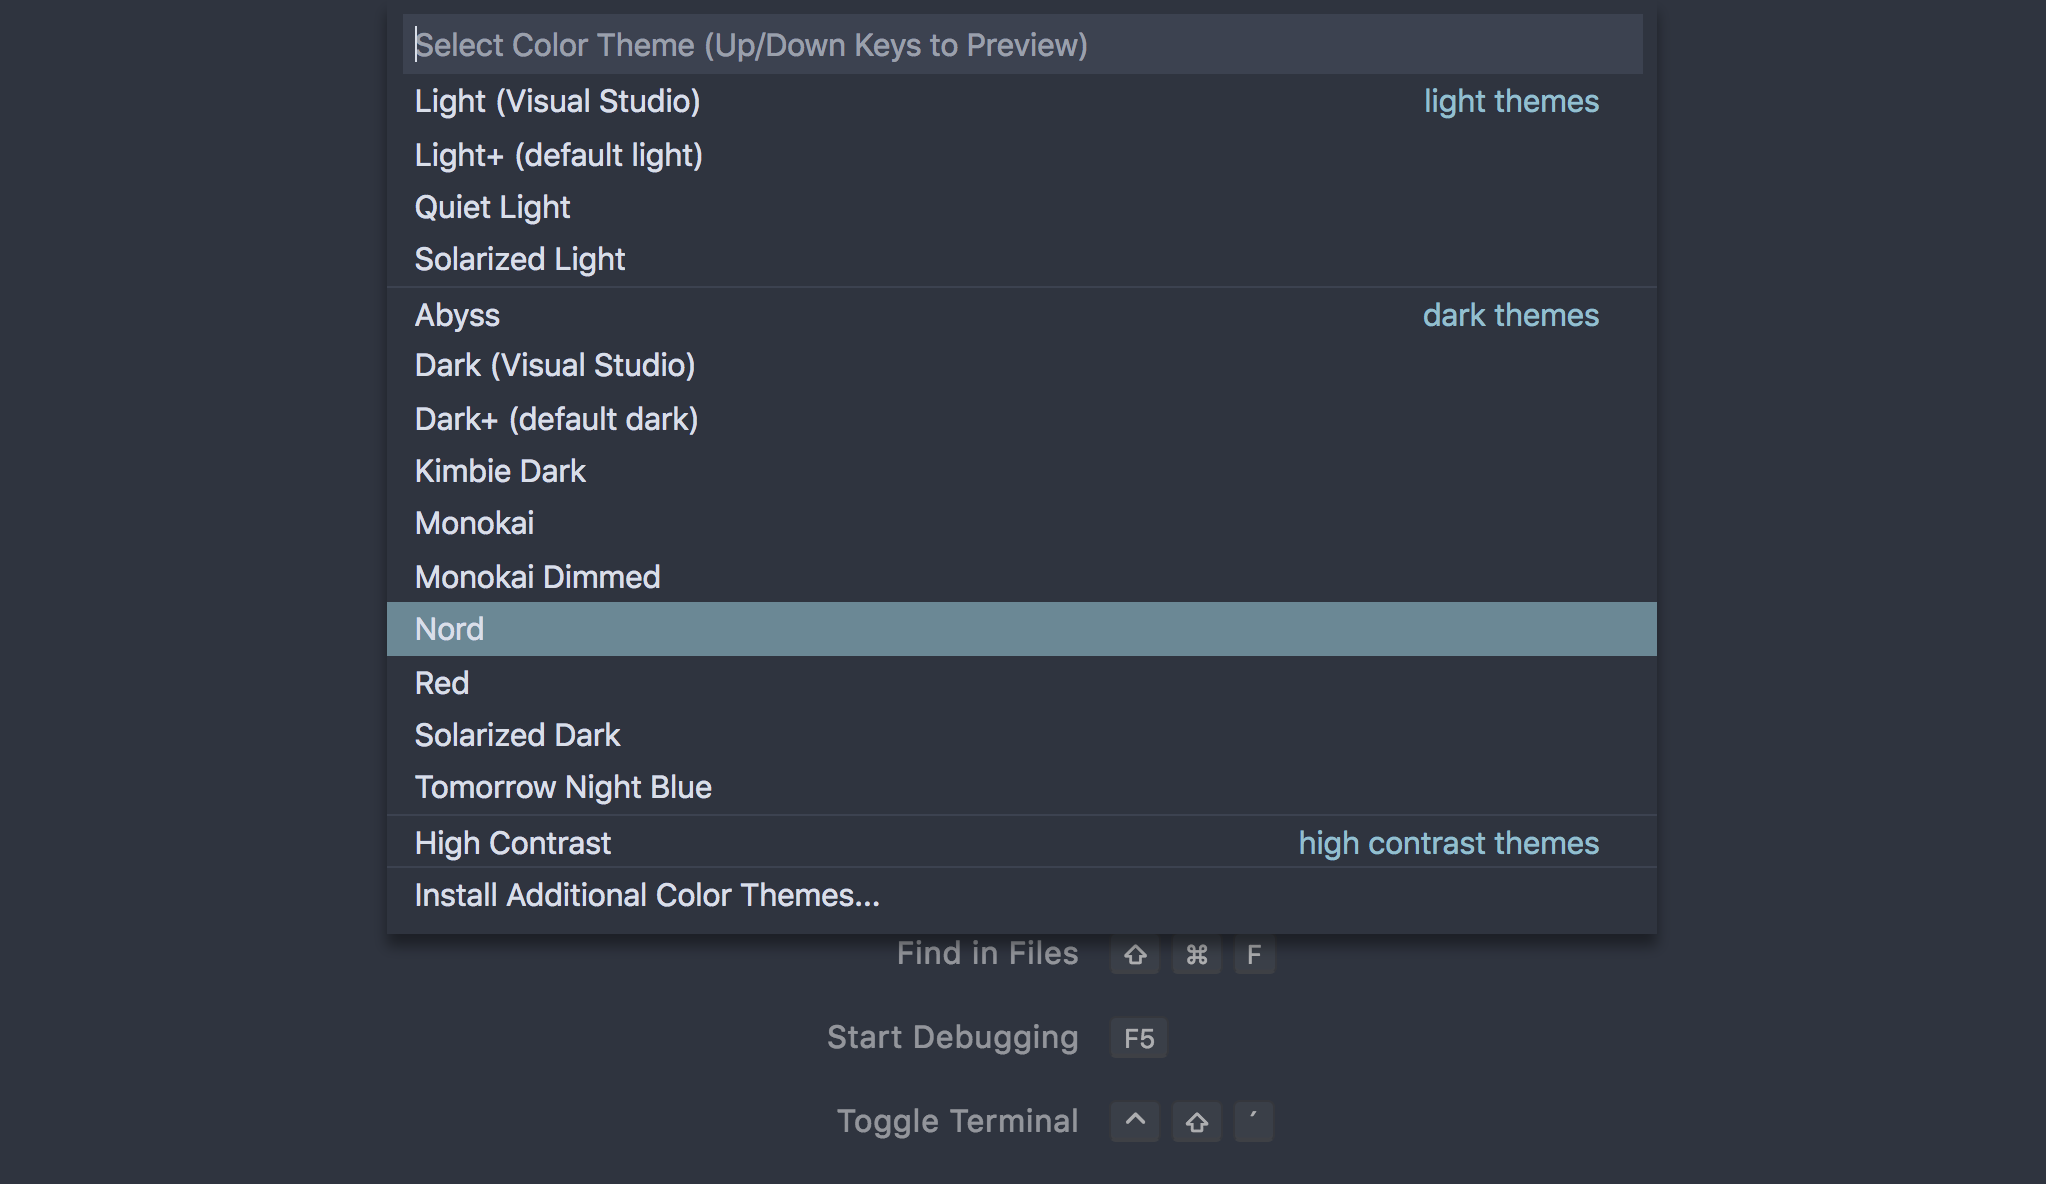 Select Color Theme (Up/Down Keys to Preview)
Light (Visual Studio) light themes
Light+ (default light)
Quiet Light
Solarized Light
Abyss dark themes
Dark (Visual Studio)
Dark+ (default dark)
Kimbie Dark
Monokai
Monokai Dimmed
Nord
Red
Solarized Dark
Tomorrow Night Blue
High Contrast high contrast themes
Install Additional Color Themes...
Find in Files ⇧ ⌘ F
Start Debugging F5
Toggle Terminal ^ ⇧ ´